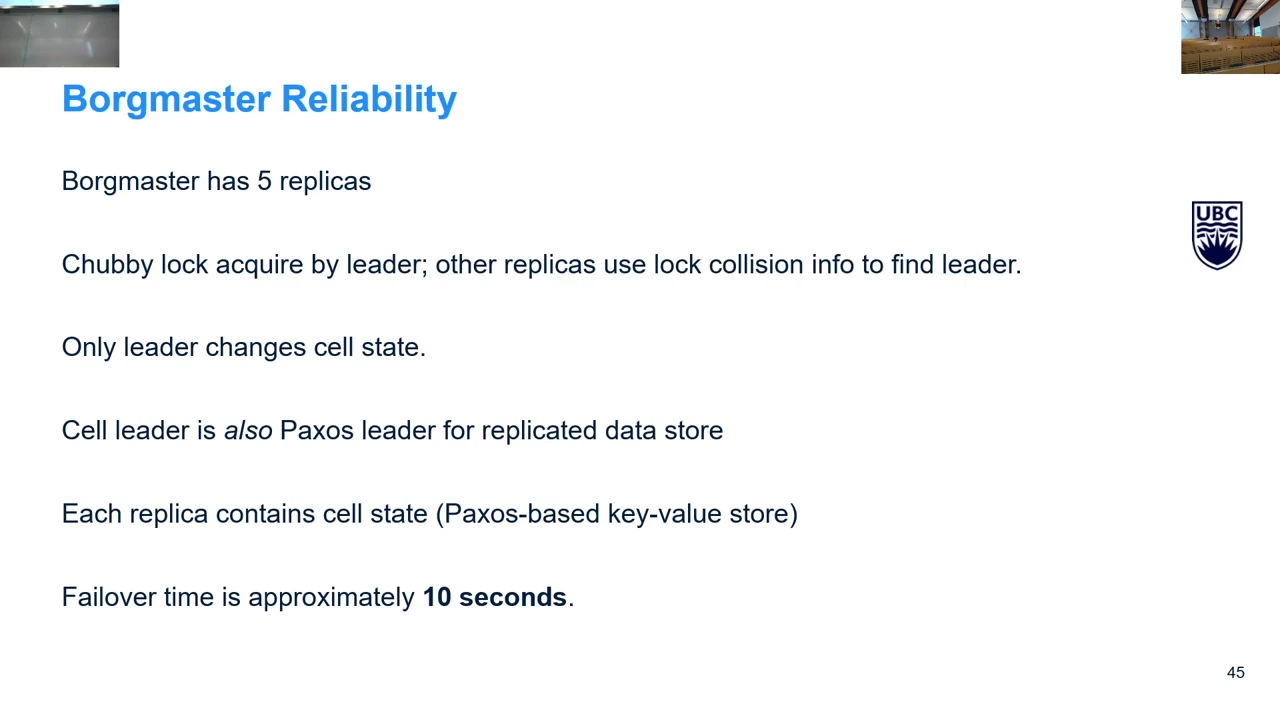 Borgmaster Reliability
Borgmaster has 5 replicas
Chubby lock acquire by leader; other replicas use lock collision info to find leader.
UBC
Only leader changes cell state.
Cell leader is also Paxos leader for replicated data store
Each replica contains cell state (Paxos-based key-value store)
Failover time is approximately 10 seconds.
45